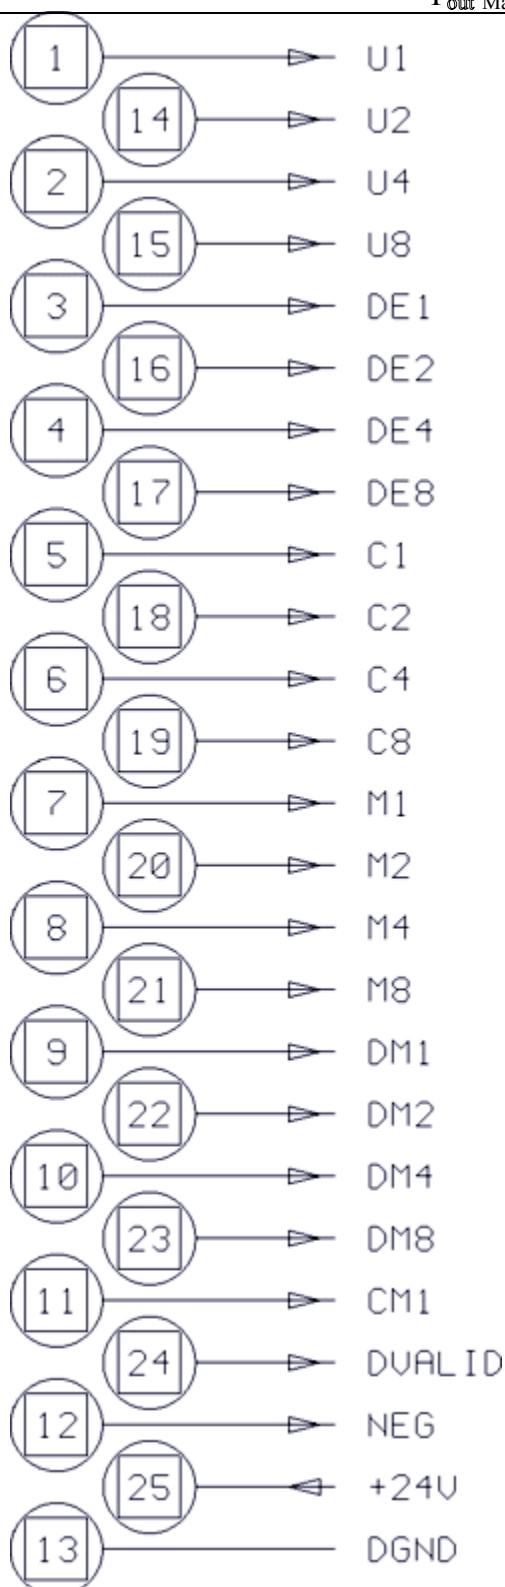 out Ma
1 U1
14 U2
2 U4
15 U8
3 DE1
16 DE2
4 DE4
17 DE8
5 C1
18 C2
6 C4
19 C8
7 M1
20 M2
8 M4
21 M8
9 DM1
22 DM2
10 DM4
23 DM8
11 CM1
24 DVALID
12 NEG
25 +24V
13 DGND